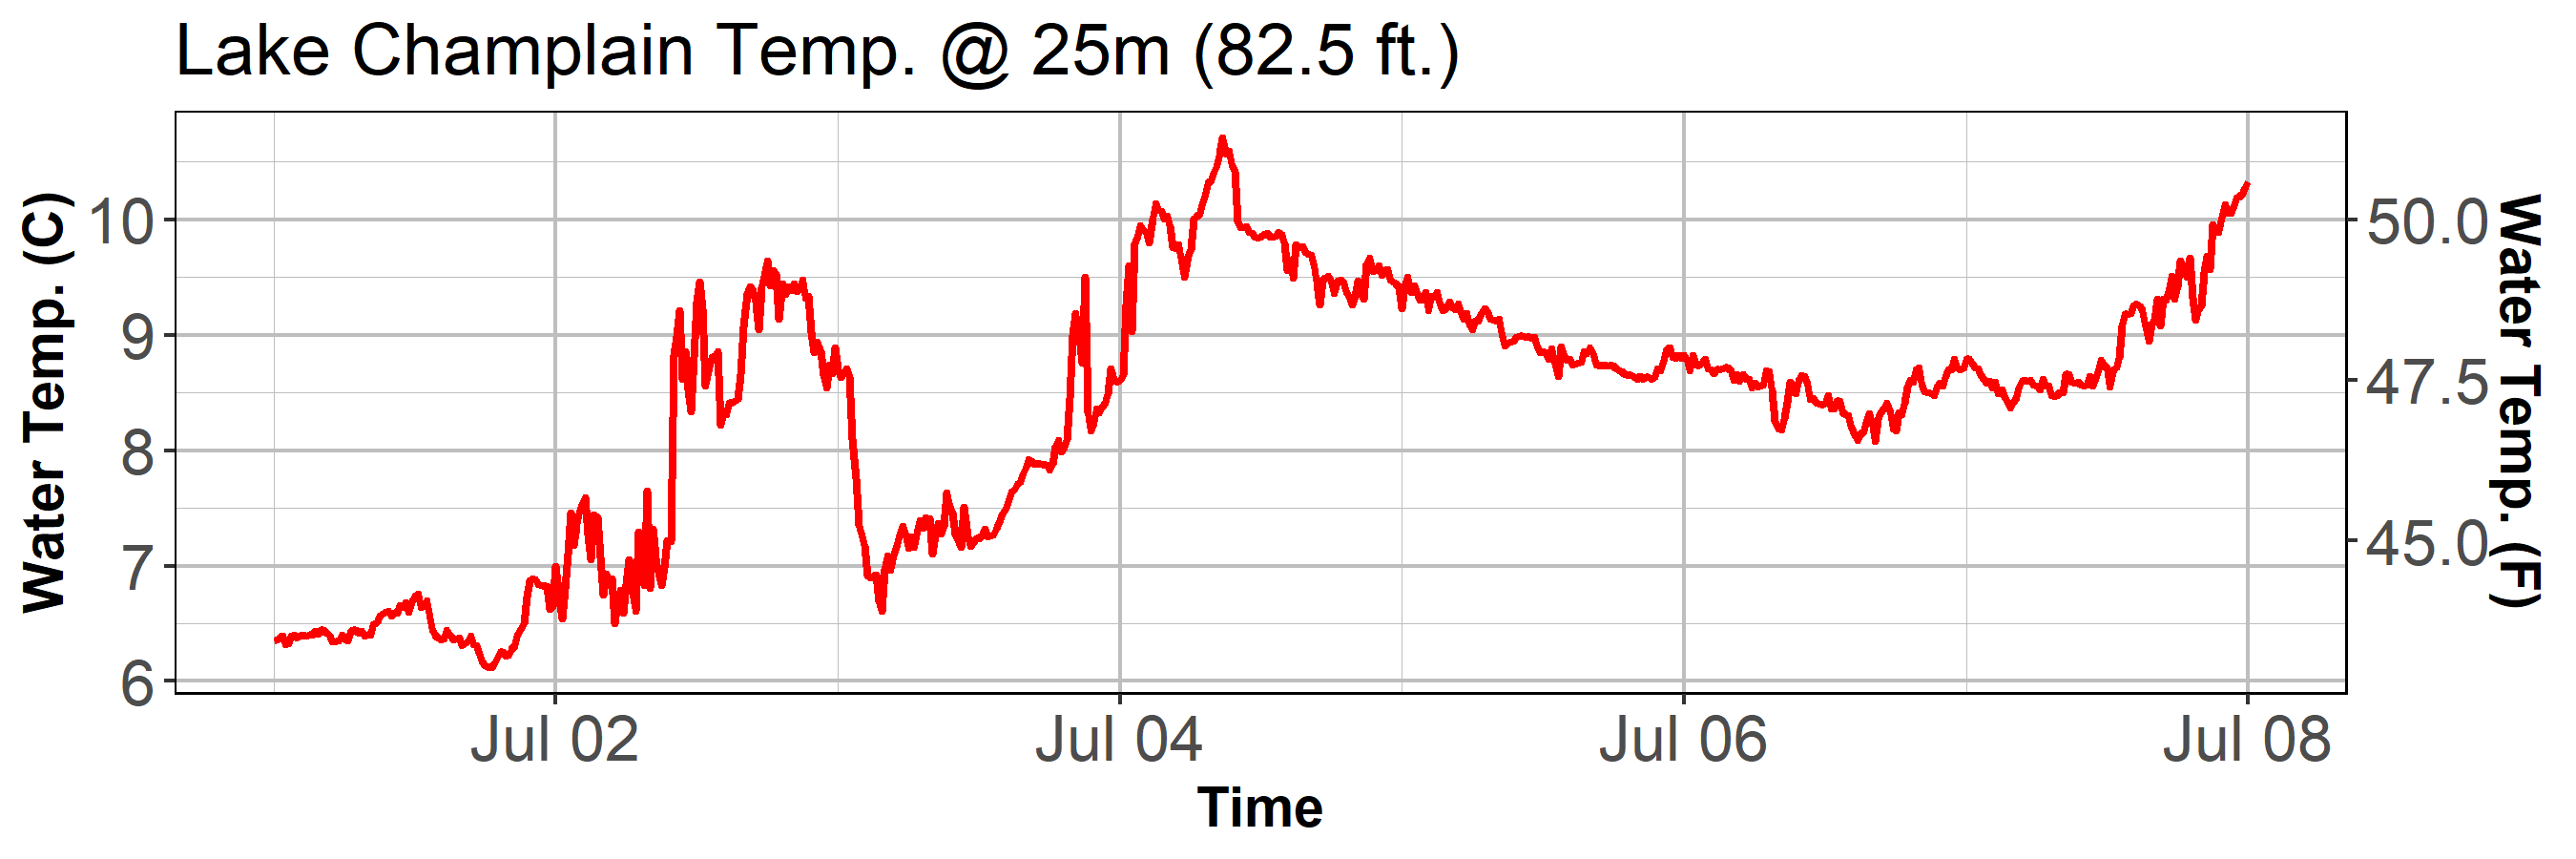 Lake Champlain Temp. @ 25m (82.5 ft.)
Water Temp. (C)
10
9
8
7
6
50.0
47.5
45.0
Water Temp. (F)
Jul 02
Jul 04
Jul 06
Jul 08
Time